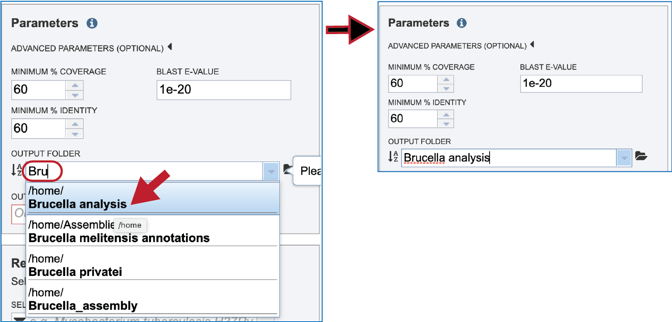 Parameters
ADVANCED PARAMETERS (OPTIONAL)
MINIMUM % COVERAGE BLAST E-VALUE
60 1e-20
MINIMUM % IDENTITY
60
OUTPUT FOLDER
Bru
Plea
/home/
Brucella analysis
OU
/home/Assemblie /home
Brucella melitensis annotations
/home/
Re
Brucella privatei
Sel
/home/
SEL
Brucella_assembly
e.g. Mycobacterium tuberculosis H37Rv
Parameters
ADVANCED PARAMETERS (OPTIONAL)
MINIMUM % COVERAGE BLAST E-VALUE
60 1e-20
MINIMUM % IDENTITY
60
OUTPUT FOLDER
Brucella analysis